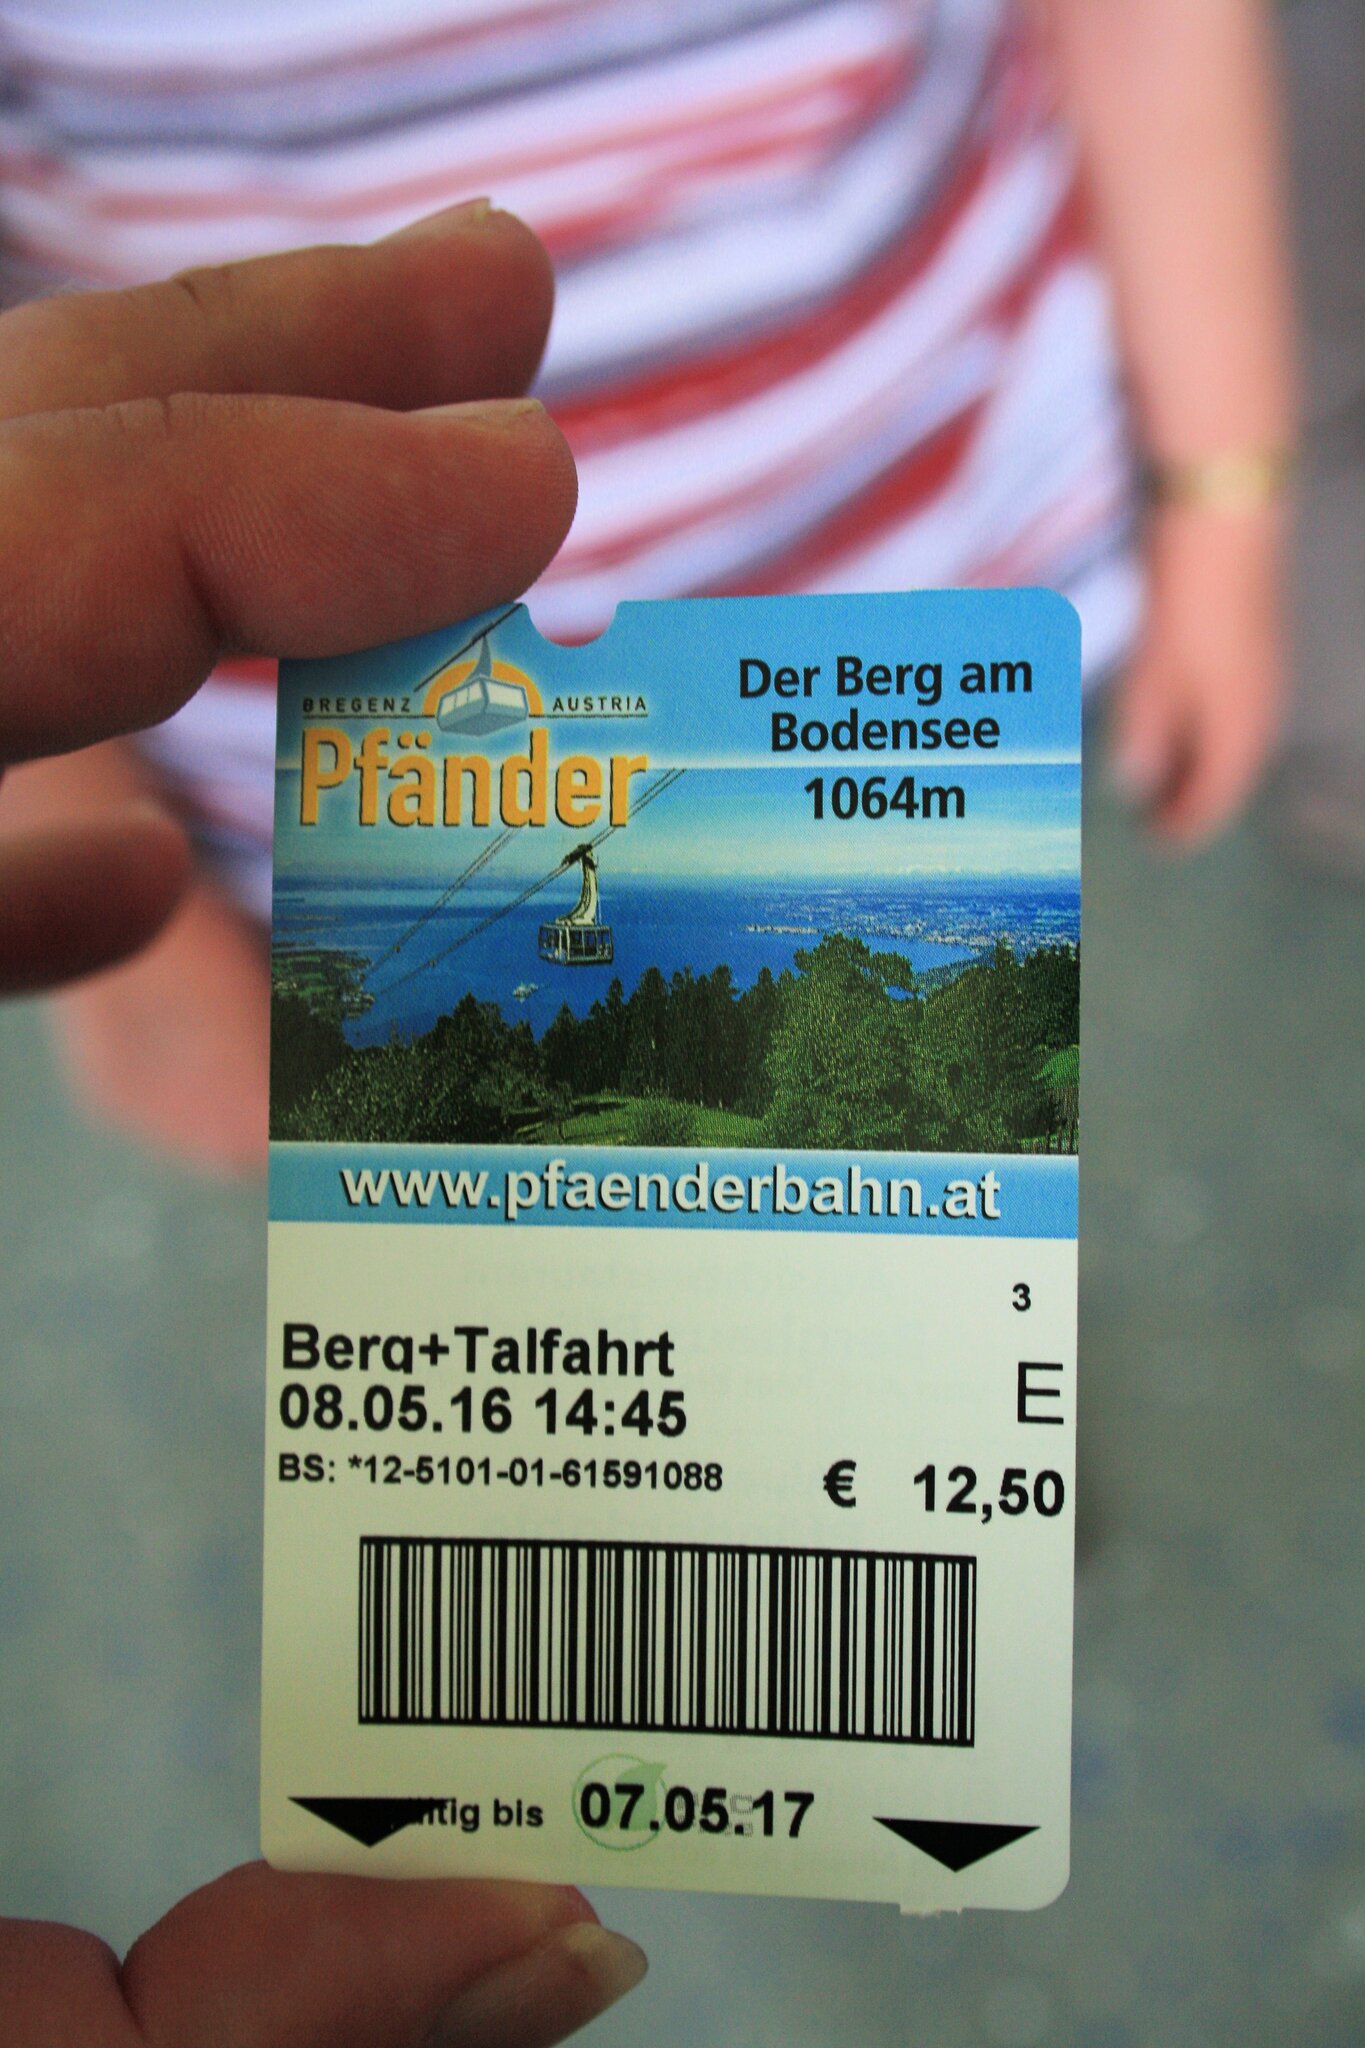 BREGENZ AUSTRIA
Pfänder
Der Berg am
Bodensee
1064m
www.pfaenderbahn.at
3
Berg+Talfahrt
E
08.05.16 14:45
BS: *12-5101-01-61591088
€ 12,50
bis 07.05.17